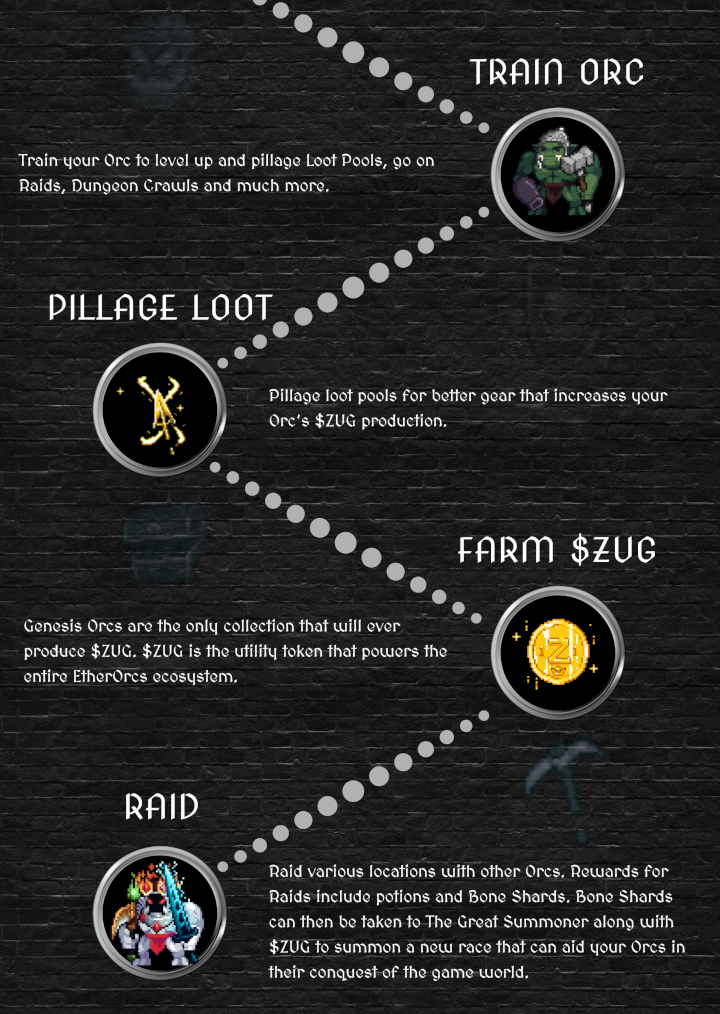 TRAIN ORC
Train your Orc to level up and pillage Loot Pools, go on
Raids, Dungeon Crawls and much more.
PILLAGE LOOT
Pillage loot pools for better gear that increases your
Orc's $ZUG production.
FARM $ZUG
Genesis Orcs are the only collection that will ever
produce $ZUG. $ZUG is the utility token that powers the
entire EtherOrcs ecosystem.
RAID
Raid various locations with other Orcs. Rewards for
Raids include potions and Bone Shards. Bone Shards
can then be taken to The Great Summoner along with
$ZUG to summon a new race that can aid your Orcs in
their conquest of the game world.